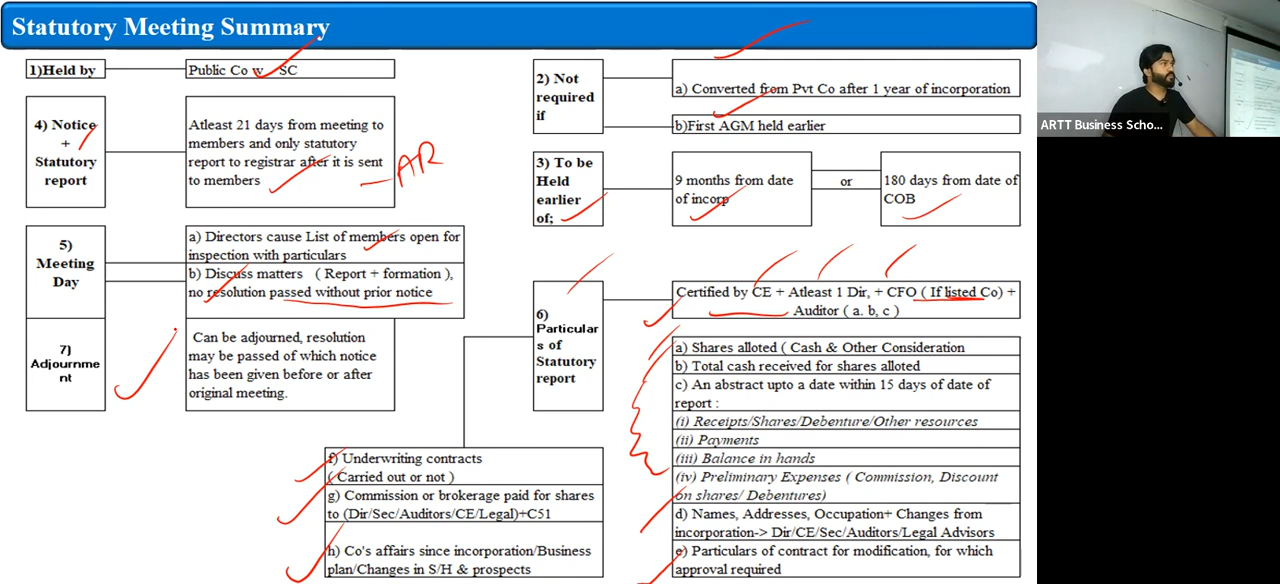 Statutory Meeting Summary
1)Held by
Public Co w SC
2) Not
required
if
a) Converted from Pvt Co after 1 year of incorporation
b)First AGM held earlier
3) To be
Held
earlier
of;
9 months from date
of incorp
or
180 days from date of
COB
4) Notice
+
Statutory
report
Atleast 21 days from meeting to
members and only statutory
report to registrar after it is sent
to members
AR
5)
Meeting
Day
a) Directors cause List of members open for
inspection with particulars
b) Discuss matters ( Report + formation ),
no resolution passed without prior notice
6)
Particular
s of
Statutory
report
Certified by CE + Atleast 1 Dir, + CFO ( If listed Co) +
Auditor ( a. b, c )
a) Shares alloted ( Cash & Other Consideration
b) Total cash received for shares alloted
c) An abstract upto a date within 15 days of date of
report :
(i) Receipts/Shares/Debenture/Other resources
(ii) Payments
(iii) Balance in hands
(iv) Preliminary Expenses ( Commission, Discount
on shares/ Debentures)
d) Names, Addresses, Occupation+ Changes from
incorporation-> Dir/CE/Sec/Auditors/Legal Advisors
e) Particulars of contract for modification, for which
approval required
7)
Adjournme
nt
Can be adjourned, resolution
may be passed of which notice
has been given before or after
original meeting.
f) Underwriting contracts
( Carried out or not )
g) Commission or brokerage paid for shares
to (Dir/Sec/Auditors/CE/Legal)+C51
h) Co's affairs since incorporation/Business
plan/Changes in S/H & prospects
ARTT Business Scho...